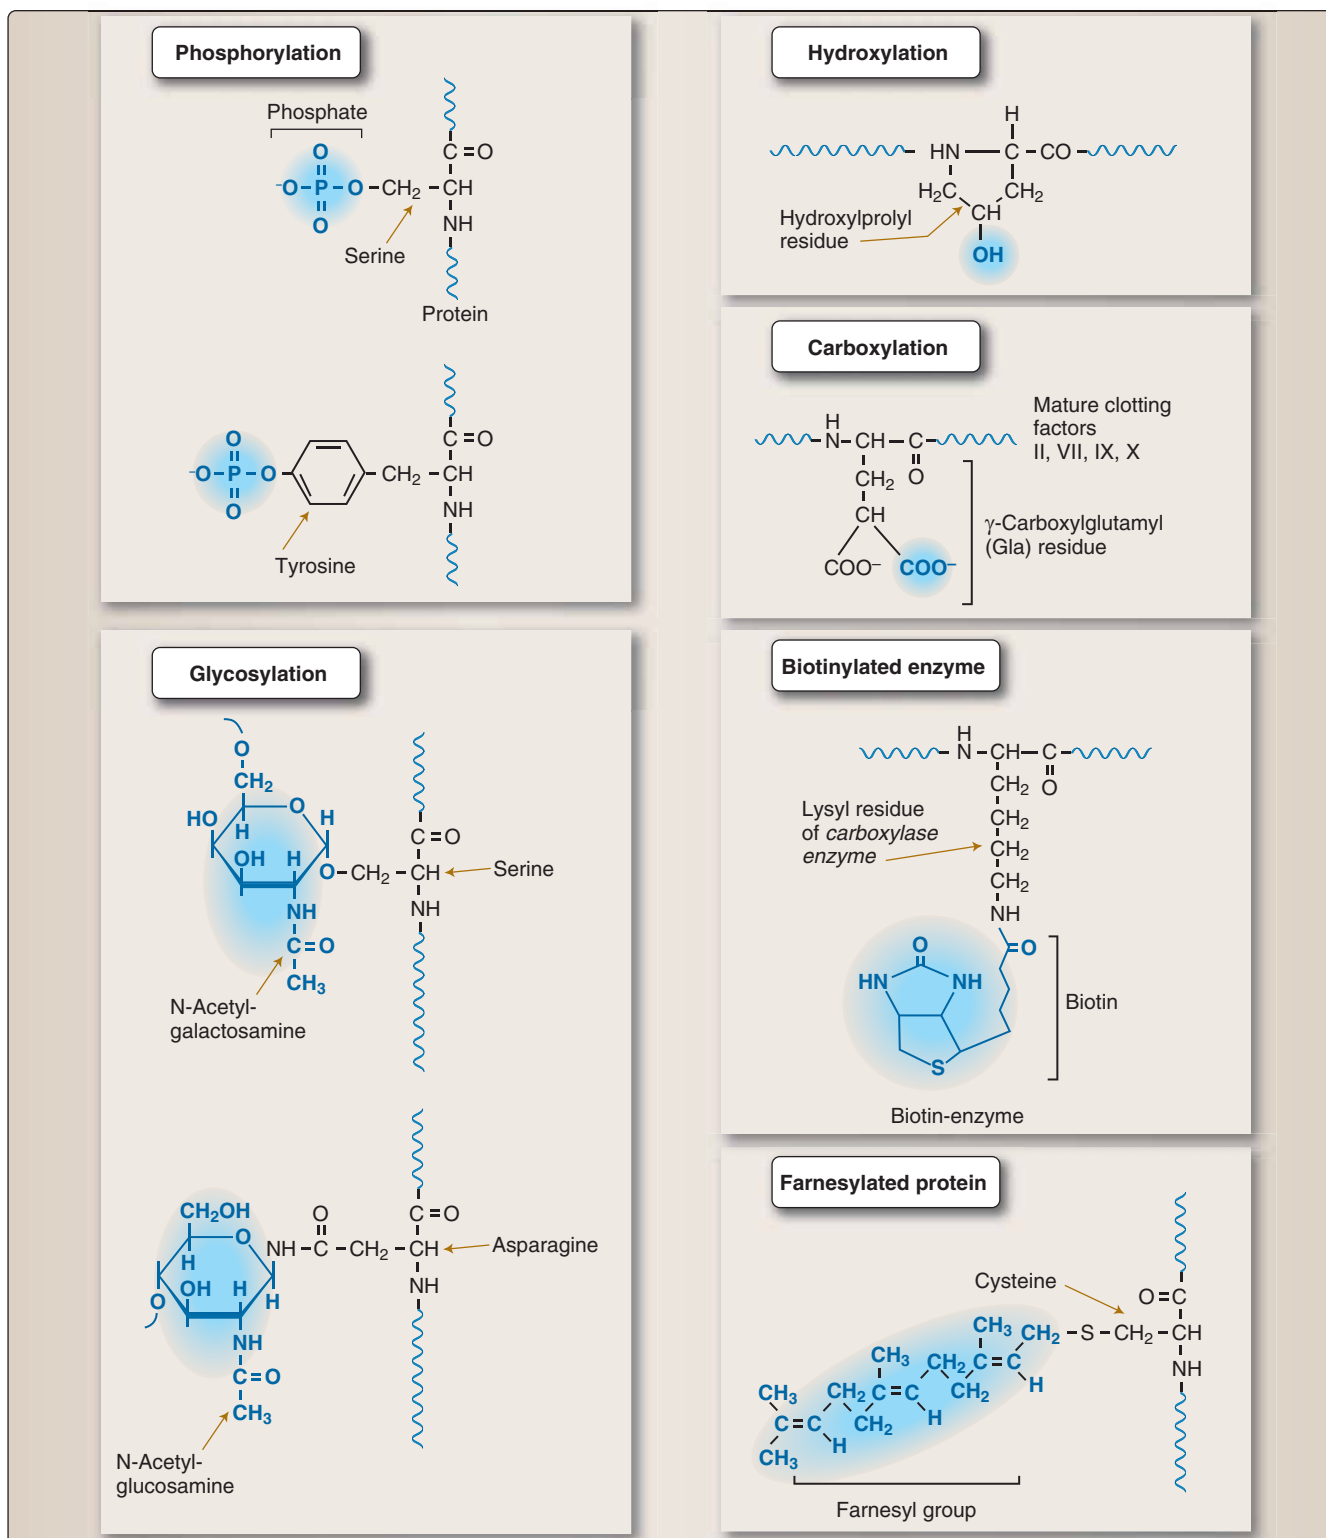 Phosphorylation
Phosphate
O
⁻O–P–O–CH₂–CH
O
C=O
NH
Serine
Protein
O
⁻O–P–O
O
CH₂–CH
C=O
NH
Tyrosine
Glycosylation
O
CH₂
O
HO
H
H
OH
H
O–CH₂–CH
C=O
NH
Serine
NH
C=O
CH₃
N-Acetyl-
galactosamine
CH₂OH
O
H
OH
H
H
O
NH–C–CH₂–CH
O
C=O
NH
Asparagine
NH
C=O
CH₃
N-Acetyl-
glucosamine
Hydroxylation
H
HN–C–CO
H₂C
CH₂
CH
OH
Hydroxylprolyl
residue
Carboxylation
H
N–CH–C
O
CH₂
CH
COO⁻
COO⁻
Mature clotting
factors
II, VII, IX, X
γ-Carboxylglutamyl
(Gla) residue
Biotinylated enzyme
H
N–CH–C
O
CH₂
CH₂
CH₂
CH₂
NH
Lysyl residue
of carboxylase
enzyme
=O
O
HN
NH
S
Biotin
Biotin-enzyme
Farnesylated protein
Cysteine
O=C
CH₃
CH₂–S–CH₂–CH
NH
CH₃
CH₂
C=C
H
CH₃
CH₂
C=C
CH₂
H
C=C
CH₂
H
CH₃
Farnesyl group